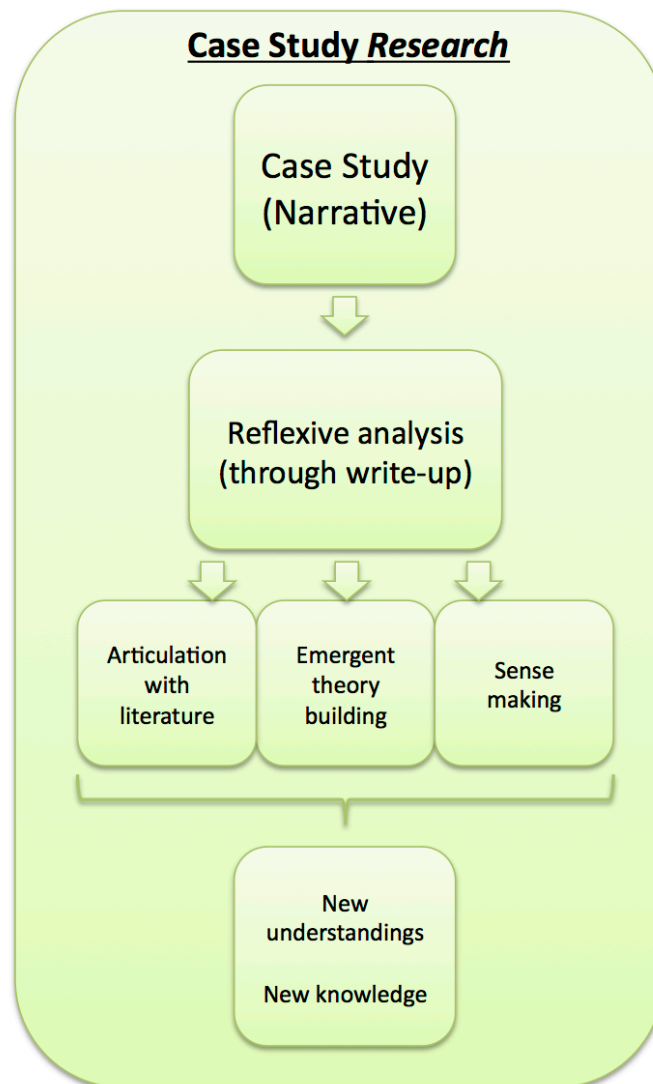 Case Study Research
Case Study
(Narrative)
Reflexive analysis
(through write-up)
Articulation
with
literature
Emergent
theory
building
Sense
making
New
understandings
New knowledge